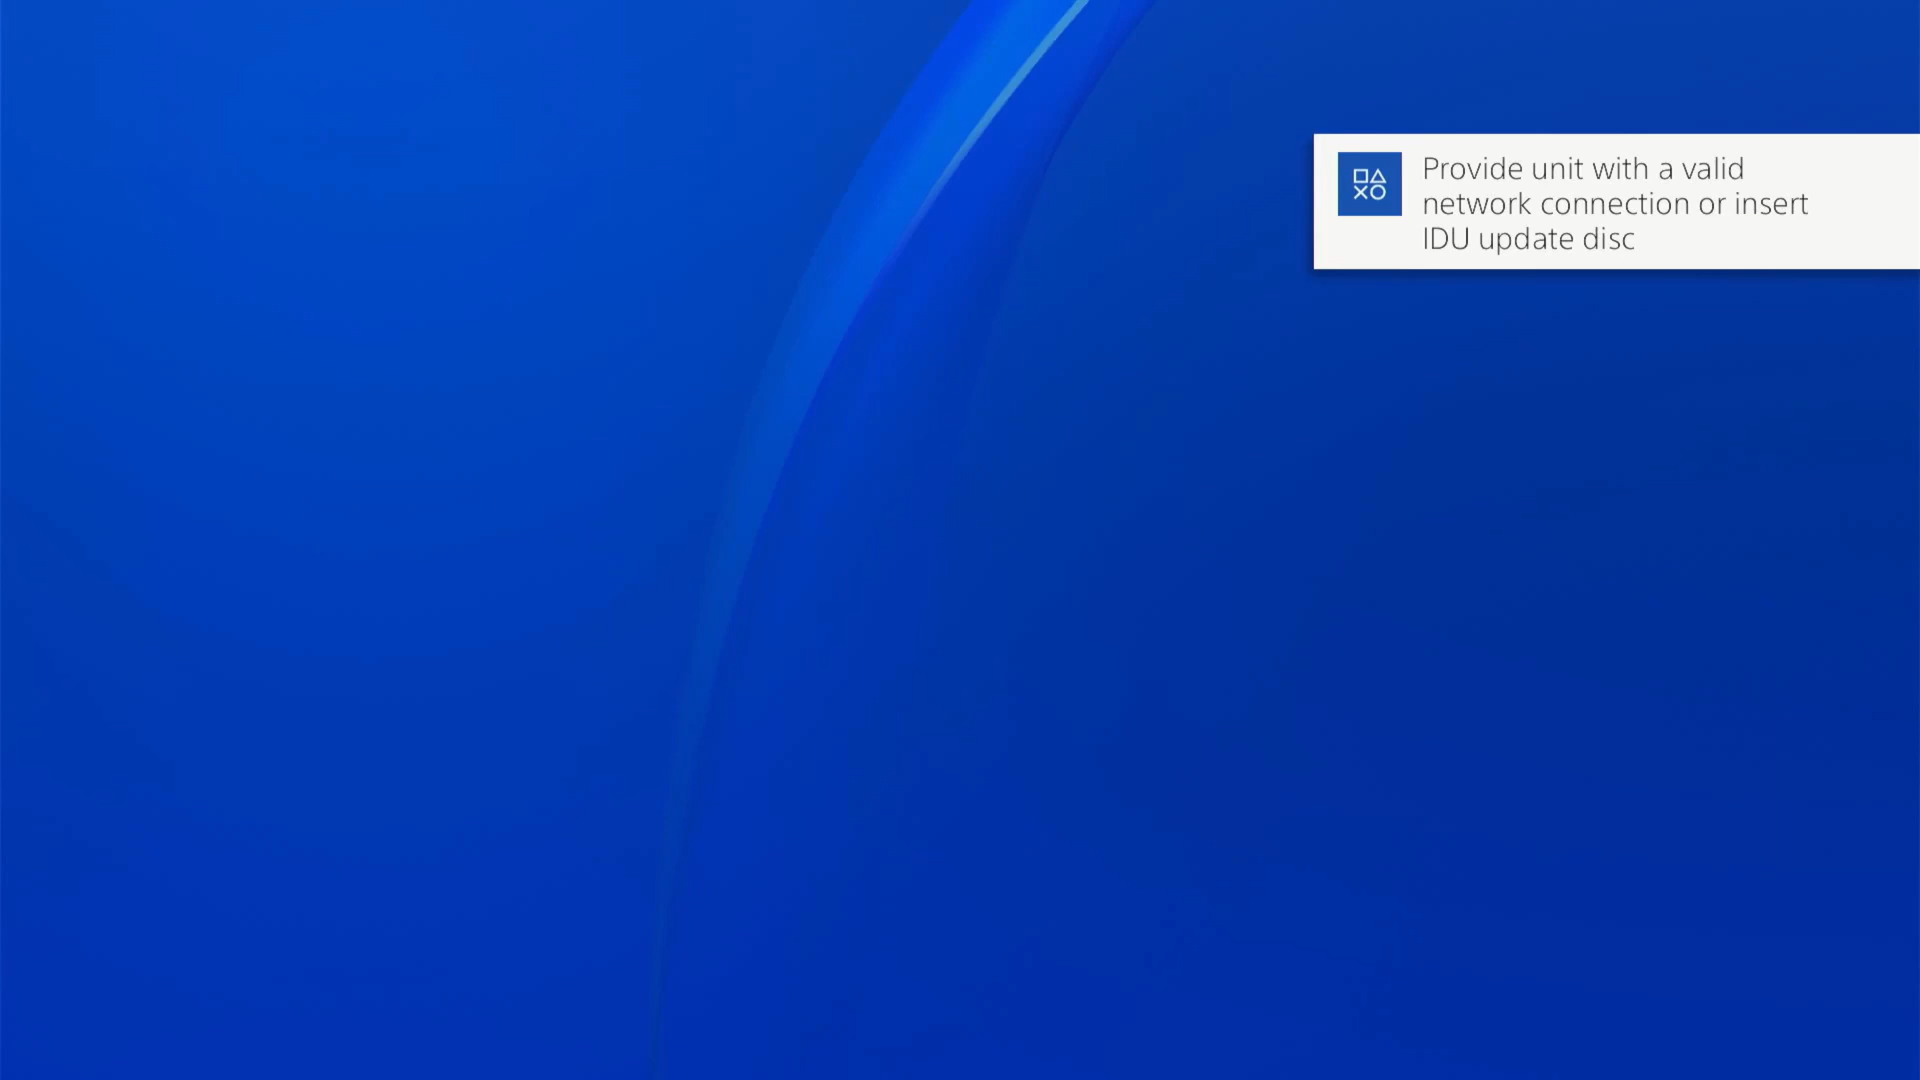 Provide unit with a valid
network connection or insert
IDU update disc